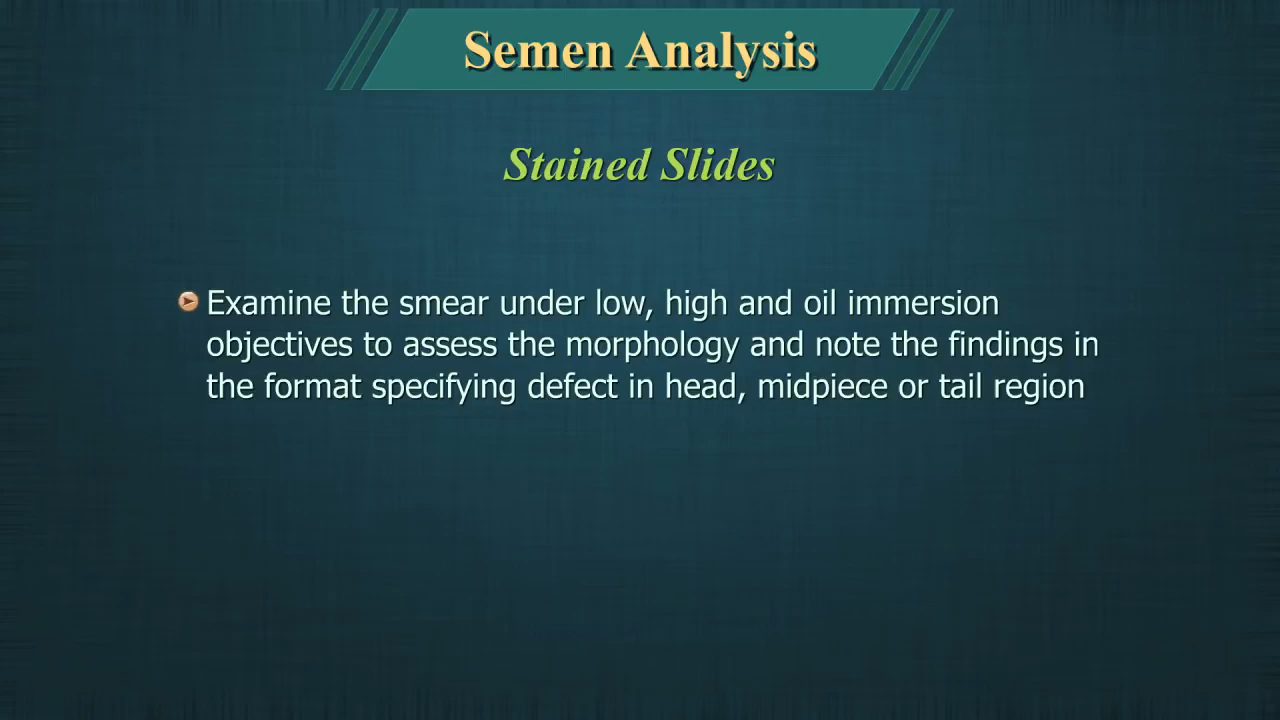 Semen Analysis
Stained Slides
Examine the smear under low, high and oil immersion
objectives to assess the morphology and note the findings in
the format specifying defect in head, midpiece or tail region